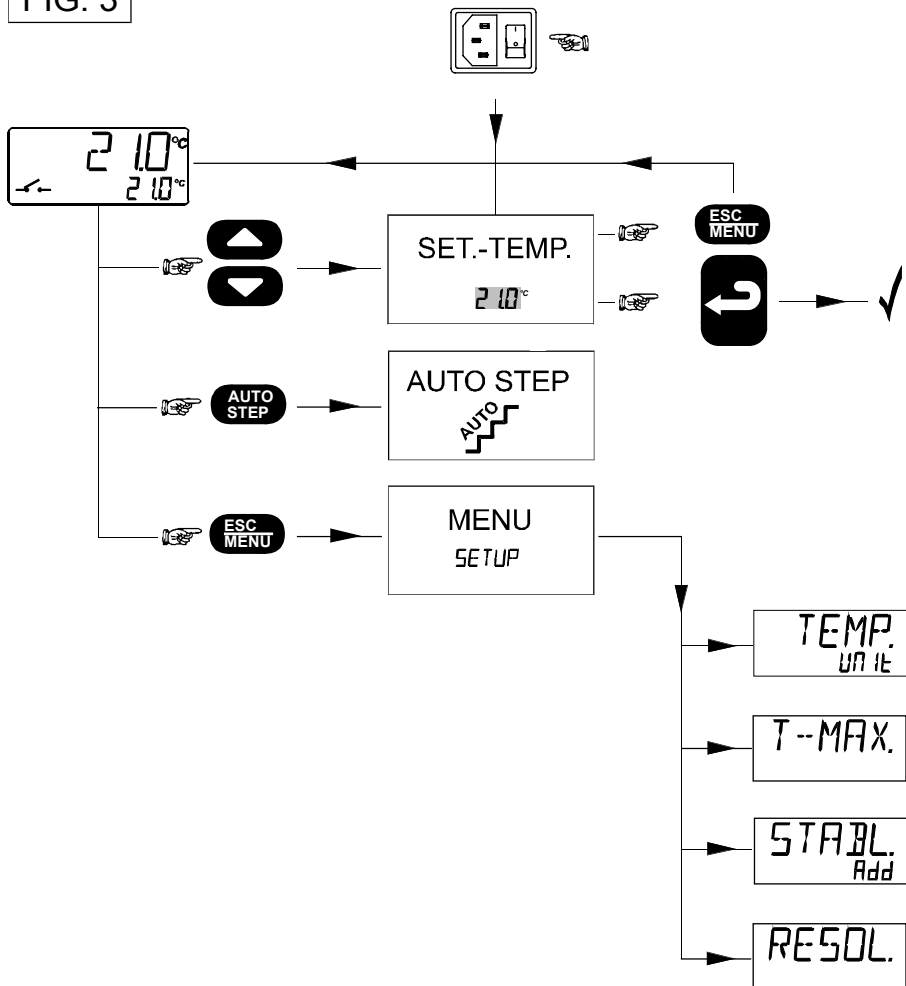 FIG. 3
21.0 °C
21.0 °C
SET.-TEMP.
21.0 °C
ESC
MENU
AUTO
STEP
AUTO STEP
AUTO
ESC
MENU
MENU
SETUP
TEMP.
UNIt
T--MAX.
STABL.
Add
RESOL.